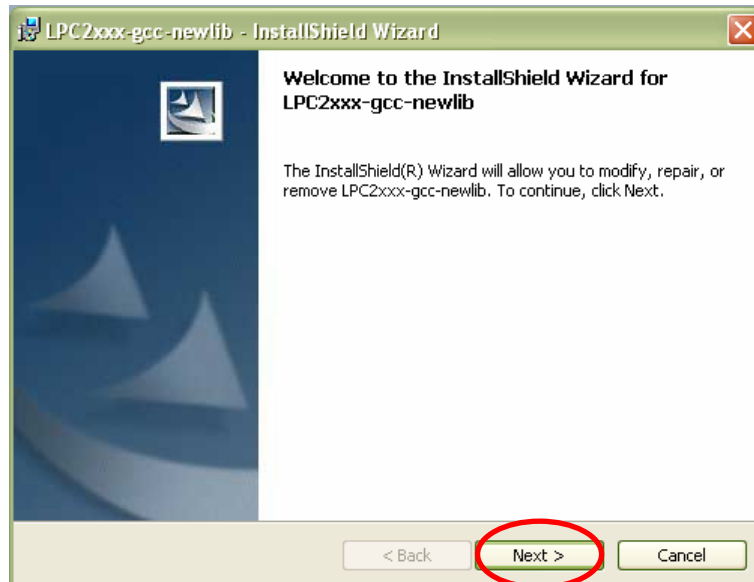 LPC2xxx-gcc-newlib - InstallShield Wizard
Welcome to the InstallShield Wizard for
LPC2xxx-gcc-newlib
The InstallShield(R) Wizard will allow you to modify, repair, or
remove LPC2xxx-gcc-newlib. To continue, click Next.
< Back Next > Cancel